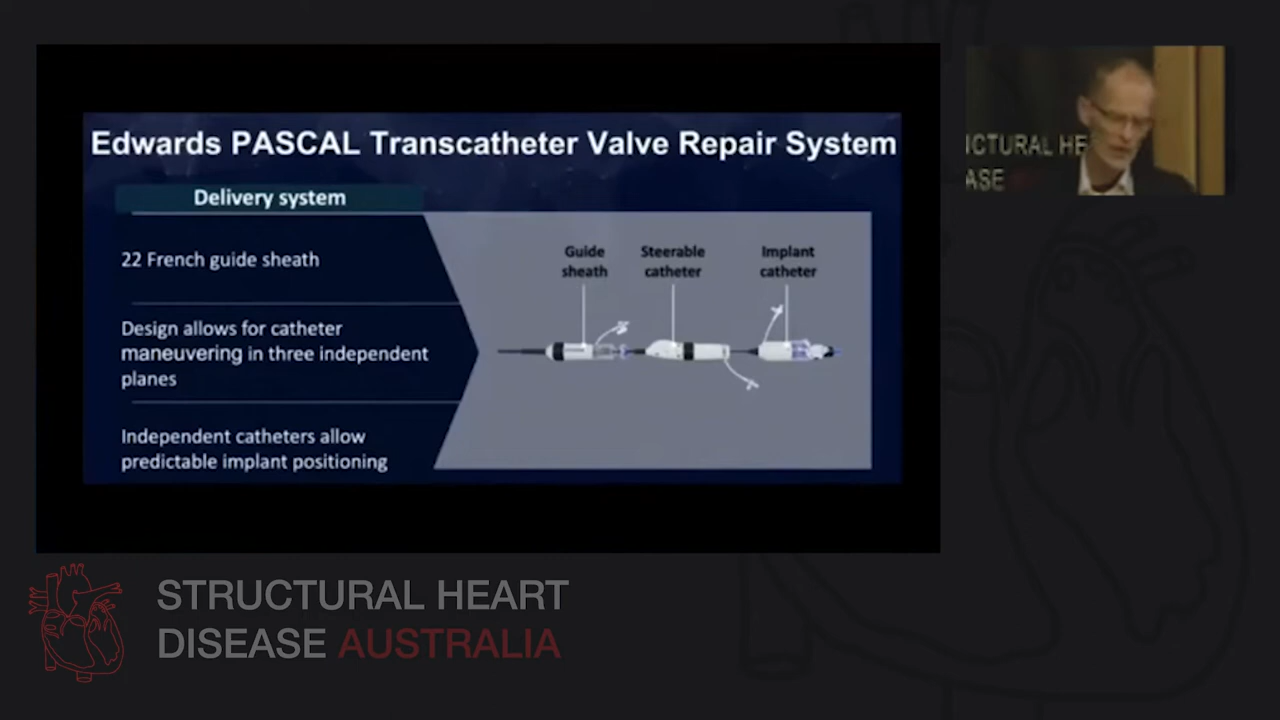 Edwards PASCAL Transcatheter Valve Repair System
Delivery system
22 French guide sheath
Design allows for catheter
maneuvering in three independent
planes
Independent catheters allow
predictable implant positioning
Guide
sheath
Steerable
catheter
Implant
catheter
UCTURAL HE
ASE
STRUCTURAL HEART
DISEASE AUSTRALIA